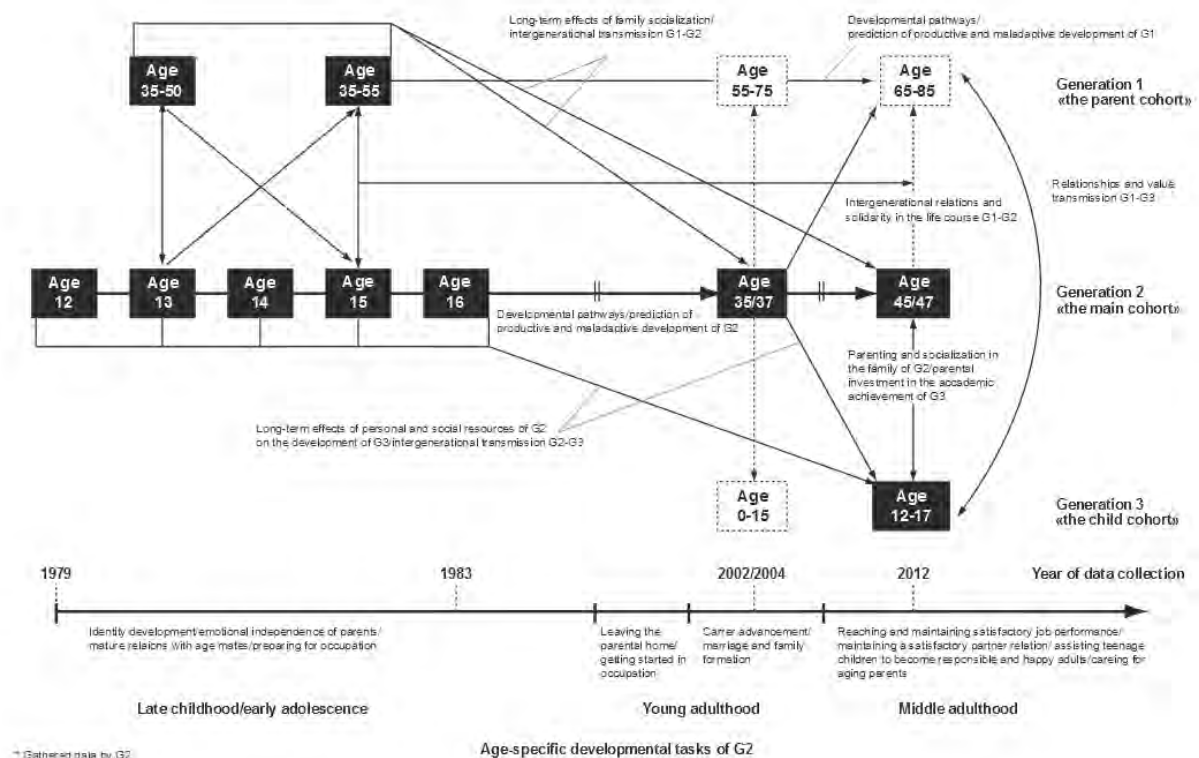 Long-term effects of family socialization/
intergenerational transmission G1-G2
Developmental pathways/
prediction of productive and maladaptive development of G1
Age
35-50
Age
35-55
Age
55-75
Age
65-85
Generation 1
«the parent cohort»
Relationships and value
transmission G1-G3
Intergenerational relations and
solidarity in the life course G1-G2
Age
12
Age
13
Age
14
Age
15
Age
16
Age
35/37
Age
45/47
Generation 2
«the main cohort»
Developmental pathways/prediction of
productive and maladaptive development of G2
Parenting and socialization in
the family of G2/parental
investment in the accademic
achievement of G3
Long-term effects of personal and social resources of G2
on the development of G3/intergenerational transmission G2-G3
Age
0-15
Age
12-17
Generation 3
«the child cohort»
1979
1983
2002/2004
2012
Year of data collection
Identity development/emotional independence of parents/
mature relations with age mates/preparing for occupation
Leaving the
parental home/
getting started in
occupation
Carrer advancement/
marriage and family
formation
Reaching and maintaining satisfactory job performance/
maintaining a satisfactory partner relation/ assisting teenage
children to become responsible and happy adults/careing for
aging parents
Late childhood/early adolescence
Young adulthood
Middle adulthood
Age-specific developmental tasks of G2
Gathered data by G2